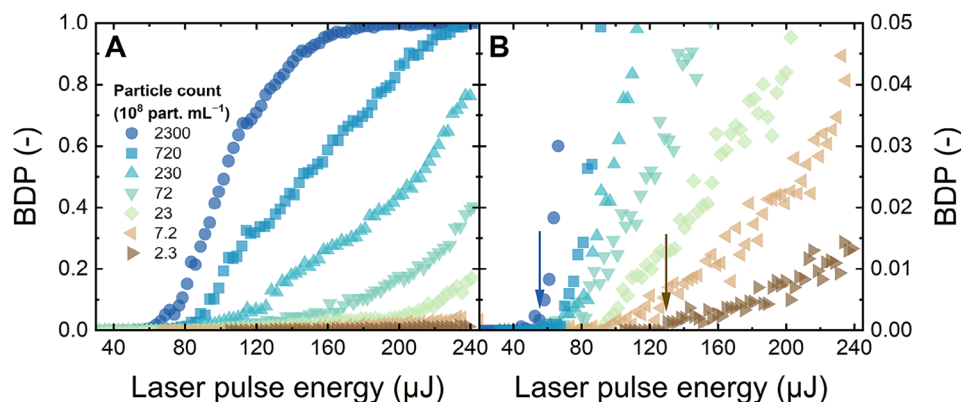 A
B
BDP (-)
1.0
0.8
0.6
0.4
0.2
0.0
Particle count
(10⁸ part. mL⁻¹)
2300
720
230
72
23
7.2
2.3
40 80 120 160 200 240
40 80 120 160 200 240
0.05
0.04
0.03
0.02
0.01
0.00
BDP (-)
Laser pulse energy (µJ)
Laser pulse energy (µJ)